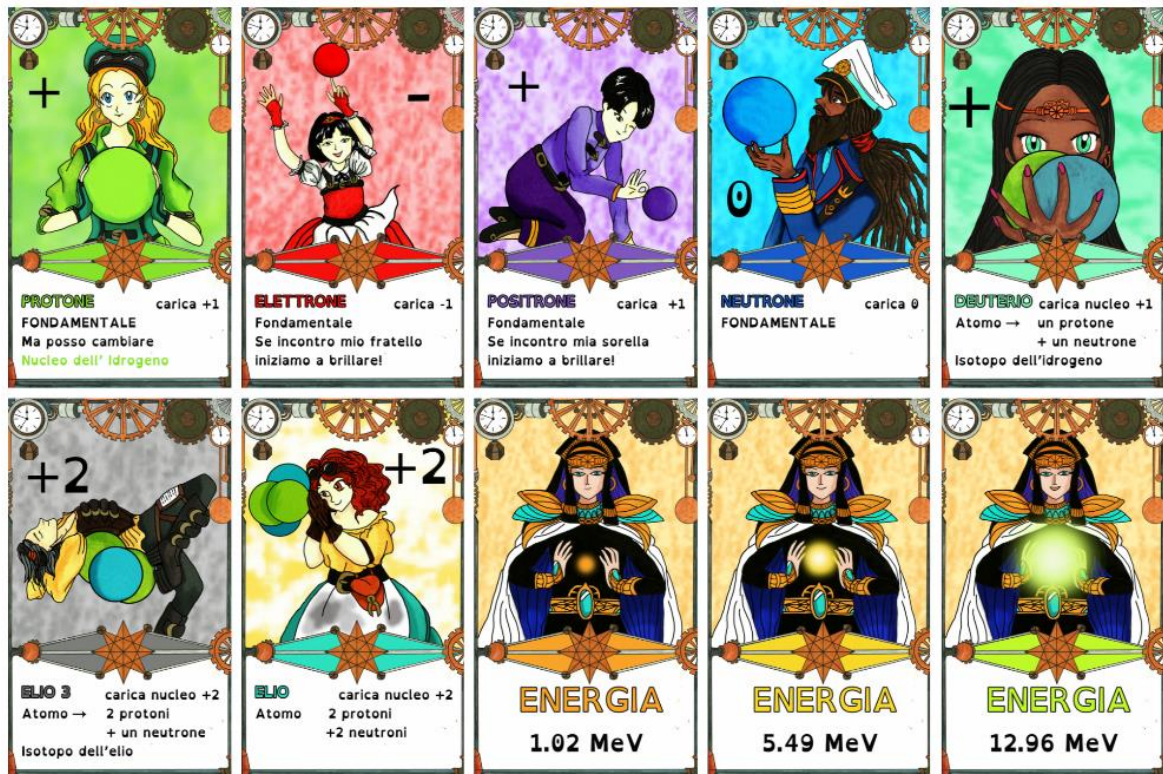 +
PROTONE carica +1
FONDAMENTALE
Ma posso cambiare
Nucleo dell' Idrogeno
-
ELETTRONE carica -1
Fondamentale
Se incontro mio fratello
iniziamo a brillare!
+
POSITRONE carica +1
Fondamentale
Se incontro mia sorella
iniziamo a brillare!
0
NEUTRONE carica 0
FONDAMENTALE
+
DEUTERIO carica nucleo +1
Atomo → un protone
+ un neutrone
Isotopo dell'idrogeno
+2
ELIO 3 carica nucleo +2
Atomo → 2 protoni
+ un neutrone
Isotopo dell'elio
+2
ELIO carica nucleo +2
Atomo 2 protoni
+2 neutroni
ENERGIA
1.02 MeV
ENERGIA
5.49 MeV
ENERGIA
12.96 MeV